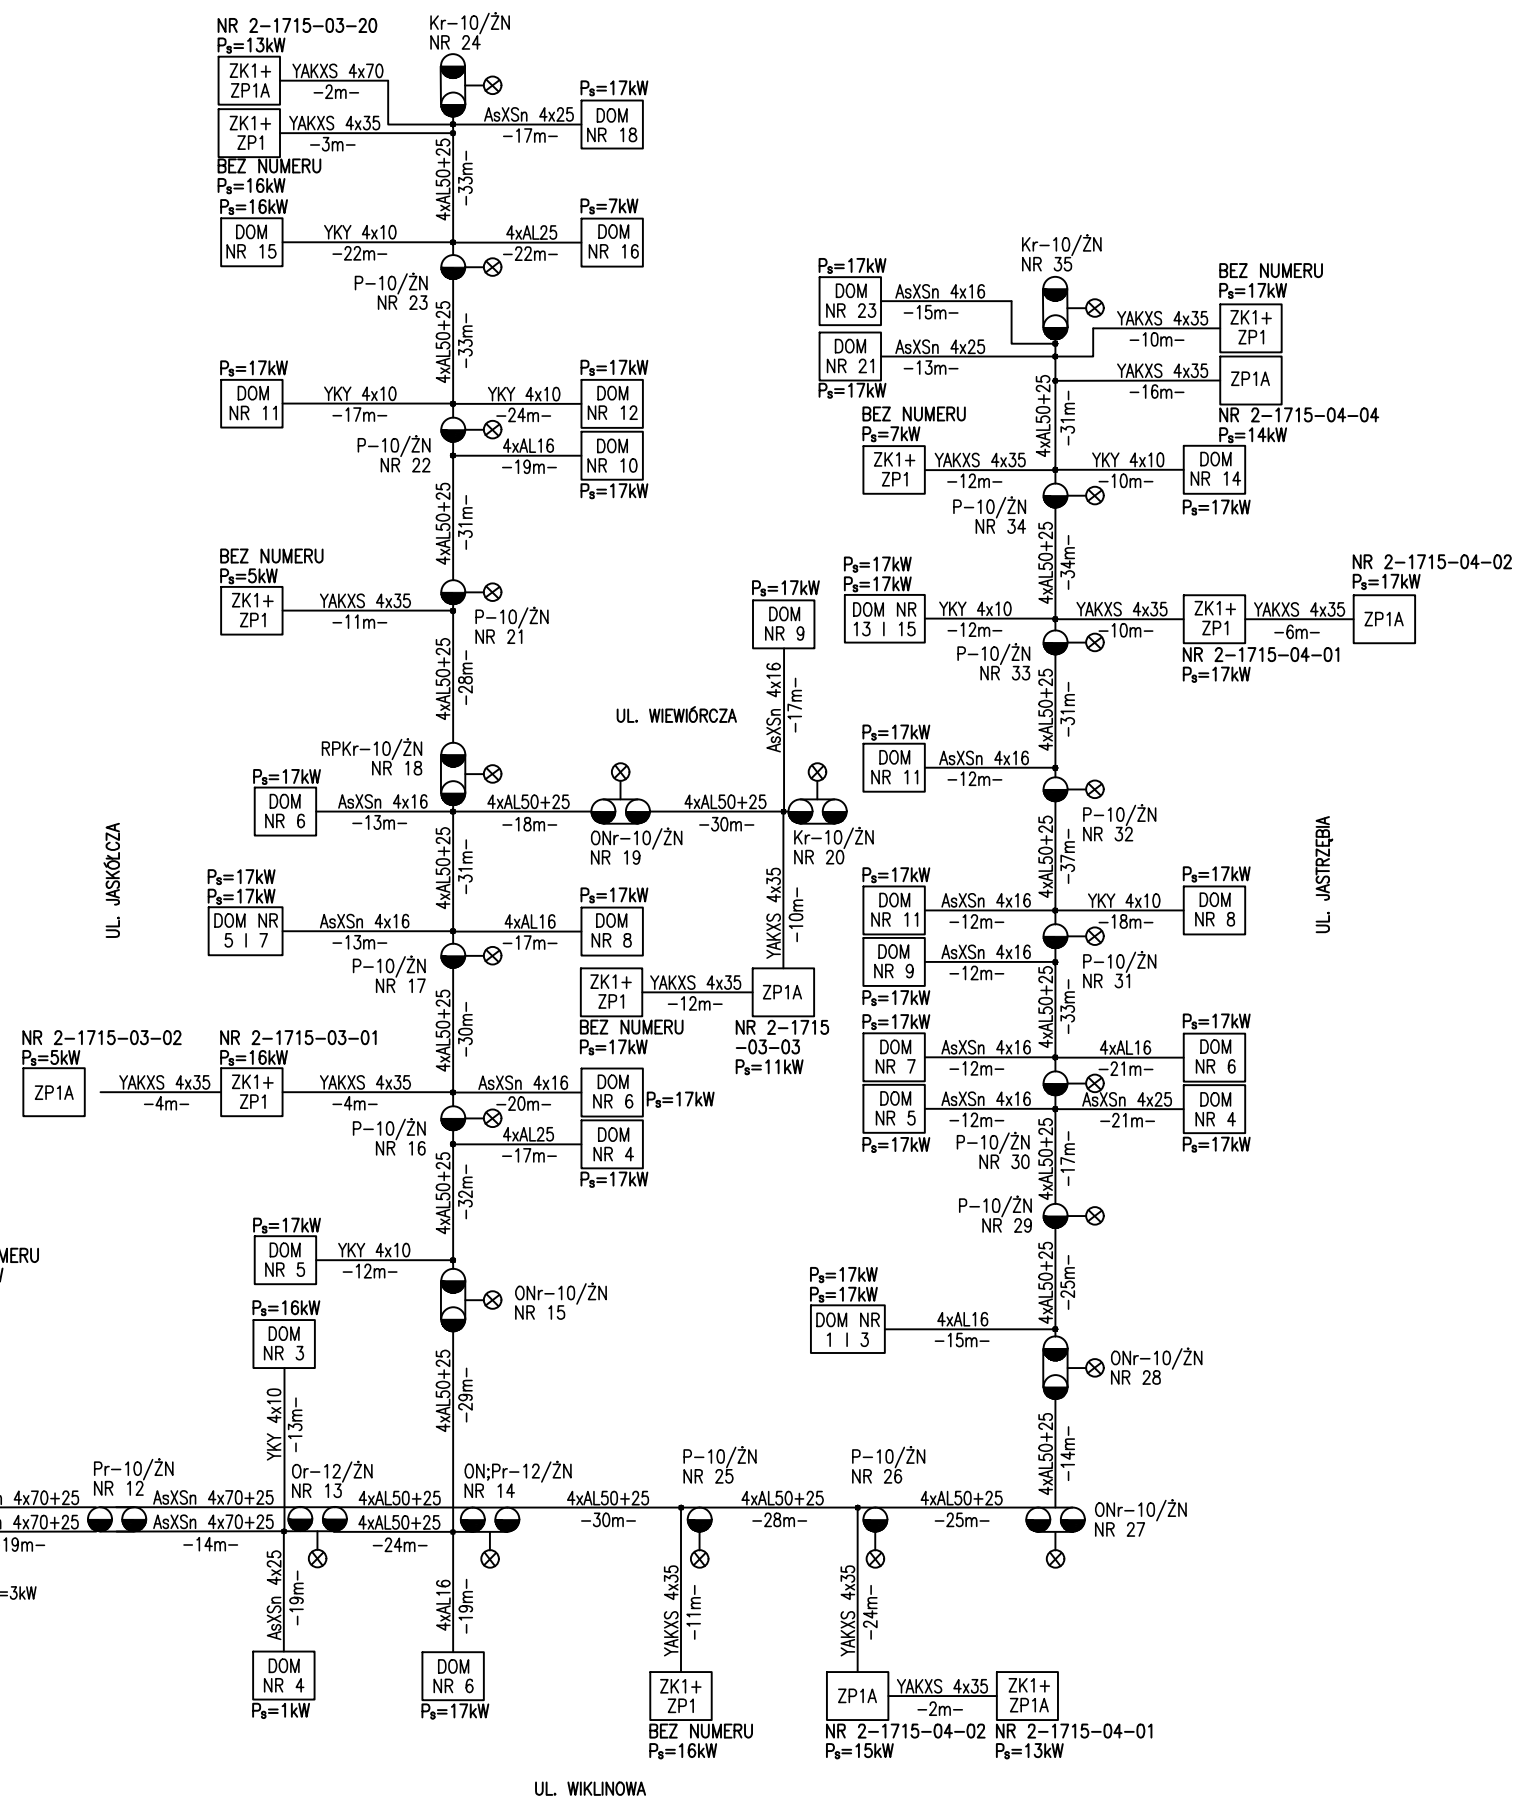 NR 2-1715-03-20
Ps=13kW
ZK1+
ZP1A
YAKXS 4x70
-2m-
Kr-10/ŻN
NR 24
ZK1+
ZP1
YAKXS 4x35
-3m-
BEZ NUMERU
Ps=16kW
AsXSn 4x25
-17m-
Ps=17kW
DOM
NR 18
4xAL50+25
-33m-
Ps=16kW
DOM
NR 15
YKY 4x10
-22m-
4xAL25
-22m-
Ps=7kW
DOM
NR 16
P-10/ŻN
NR 23
4xAL50+25
-33m-
Ps=17kW
DOM
NR 11
YKY 4x10
-17m-
YKY 4x10
-24m-
Ps=17kW
DOM
NR 12
P-10/ŻN
NR 22
4xAL16
-19m-
DOM
NR 10
Ps=17kW
4xAL50+25
-31m-
BEZ NUMERU
Ps=5kW
ZK1+
ZP1
YAKXS 4x35
-11m-
P-10/ŻN
NR 21
4xAL50+25
-28m-
UL. WIEWIÓRCZA
Ps=17kW
DOM
NR 9
AsXSn 4x16
-17m-
RPKr-10/ŻN
NR 18
Ps=17kW
DOM
NR 6
AsXSn 4x16
-13m-
4xAL50+25
-18m-
ONr-10/ŻN
NR 19
4xAL50+25
-30m-
Kr-10/ŻN
NR 20
UL. JASKÓŁCZA
4xAL50+25
-31m-
Ps=17kW
Ps=17kW
DOM NR
5 I 7
AsXSn 4x16
-13m-
4xAL16
-17m-
Ps=17kW
DOM
NR 8
P-10/ŻN
NR 17
YAKXS 4x35
-10m-
ZK1+
ZP1
YAKXS 4x35
-12m-
ZP1A
BEZ NUMERU
Ps=17kW
NR 2-1715
-03-03
Ps=11kW
4xAL50+25
-30m-
NR 2-1715-03-02
Ps=5kW
ZP1A
YAKXS 4x35
-4m-
NR 2-1715-03-01
Ps=16kW
ZK1+
ZP1
YAKXS 4x35
-4m-
AsXSn 4x16
-20m-
DOM
NR 6
Ps=17kW
P-10/ŻN
NR 16
4xAL25
-17m-
DOM
NR 4
Ps=17kW
4xAL50+25
-32m-
Ps=17kW
DOM
NR 5
YKY 4x10
-12m-
ONr-10/ŻN
NR 15
Ps=16kW
DOM
NR 3
YKY 4x10
-13m-
4xAL50+25
-29m-
MERU
4x70+25
4x70+25
19m-
=3kW
Pr-10/ŻN
NR 12
AsXSn 4x70+25
AsXSn 4x70+25
-14m-
Or-12/ŻN
NR 13
4xAL50+25
4xAL50+25
-24m-
ON;Pr-12/ŻN
NR 14
AsXSn 4x25
-19m-
DOM
NR 4
Ps=1kW
4xAL16
-19m-
DOM
NR 6
Ps=17kW
4xAL50+25
-30m-
P-10/ŻN
NR 25
YAKXS 4x35
-11m-
ZK1+
ZP1
BEZ NUMERU
Ps=16kW
4xAL50+25
-28m-
P-10/ŻN
NR 26
YAKXS 4x35
-24m-
ZP1A
NR 2-1715-04-02
Ps=15kW
YAKXS 4x35
-2m-
ZK1+
ZP1A
NR 2-1715-04-01
Ps=13kW
4xAL50+25
-25m-
ONr-10/ŻN
NR 27
UL. WIKLINOWA
Kr-10/ŻN
NR 35
Ps=17kW
DOM
NR 23
AsXSn 4x16
-15m-
DOM
NR 21
Ps=17kW
AsXSn 4x25
-13m-
BEZ NUMERU
Ps=17kW
ZK1+
ZP1
YAKXS 4x35
-10m-
YAKXS 4x35
-16m-
ZP1A
NR 2-1715-04-04
Ps=14kW
4xAL50+25
-31m-
BEZ NUMERU
Ps=7kW
ZK1+
ZP1
YAKXS 4x35
-12m-
YKY 4x10
-10m-
DOM
NR 14
Ps=17kW
P-10/ŻN
NR 34
4xAL50+25
-34m-
Ps=17kW
Ps=17kW
DOM NR
13 I 15
YKY 4x10
-12m-
YAKXS 4x35
-10m-
ZK1+
ZP1
NR 2-1715-04-01
Ps=17kW
YAKXS 4x35
-6m-
NR 2-1715-04-02
Ps=17kW
ZP1A
P-10/ŻN
NR 33
4xAL50+25
-31m-
Ps=17kW
DOM
NR 11
AsXSn 4x16
-12m-
P-10/ŻN
NR 32
4xAL50+25
-37m-
UL. JASTRZĘBIA
Ps=17kW
DOM
NR 11
AsXSn 4x16
-12m-
YKY 4x10
-18m-
Ps=17kW
DOM
NR 8
P-10/ŻN
NR 31
DOM
NR 9
Ps=17kW
AsXSn 4x16
-12m-
4xAL50+25
-33m-
Ps=17kW
DOM
NR 7
AsXSn 4x16
-12m-
4xAL16
-21m-
Ps=17kW
DOM
NR 6
DOM
NR 5
Ps=17kW
AsXSn 4x16
-12m-
AsXSn 4x25
-21m-
DOM
NR 4
Ps=17kW
P-10/ŻN
NR 30
4xAL50+25
-17m-
P-10/ŻN
NR 29
4xAL50+25
-25m-
Ps=17kW
Ps=17kW
DOM NR
1 I 3
4xAL16
-15m-
ONr-10/ŻN
NR 28
4xAL50+25
-14m-